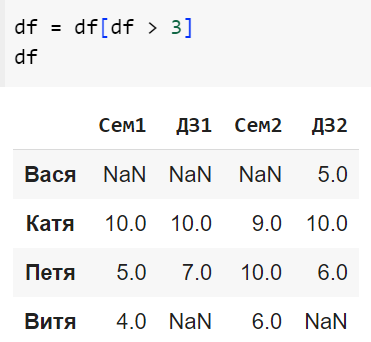 df = df[df > 3]
df
Сем1 ДЗ1 Сем2 ДЗ2
Вася NaN NaN NaN 5.0
Катя 10.0 10.0 9.0 10.0
Петя 5.0 7.0 10.0 6.0
Витя 4.0 NaN 6.0 NaN